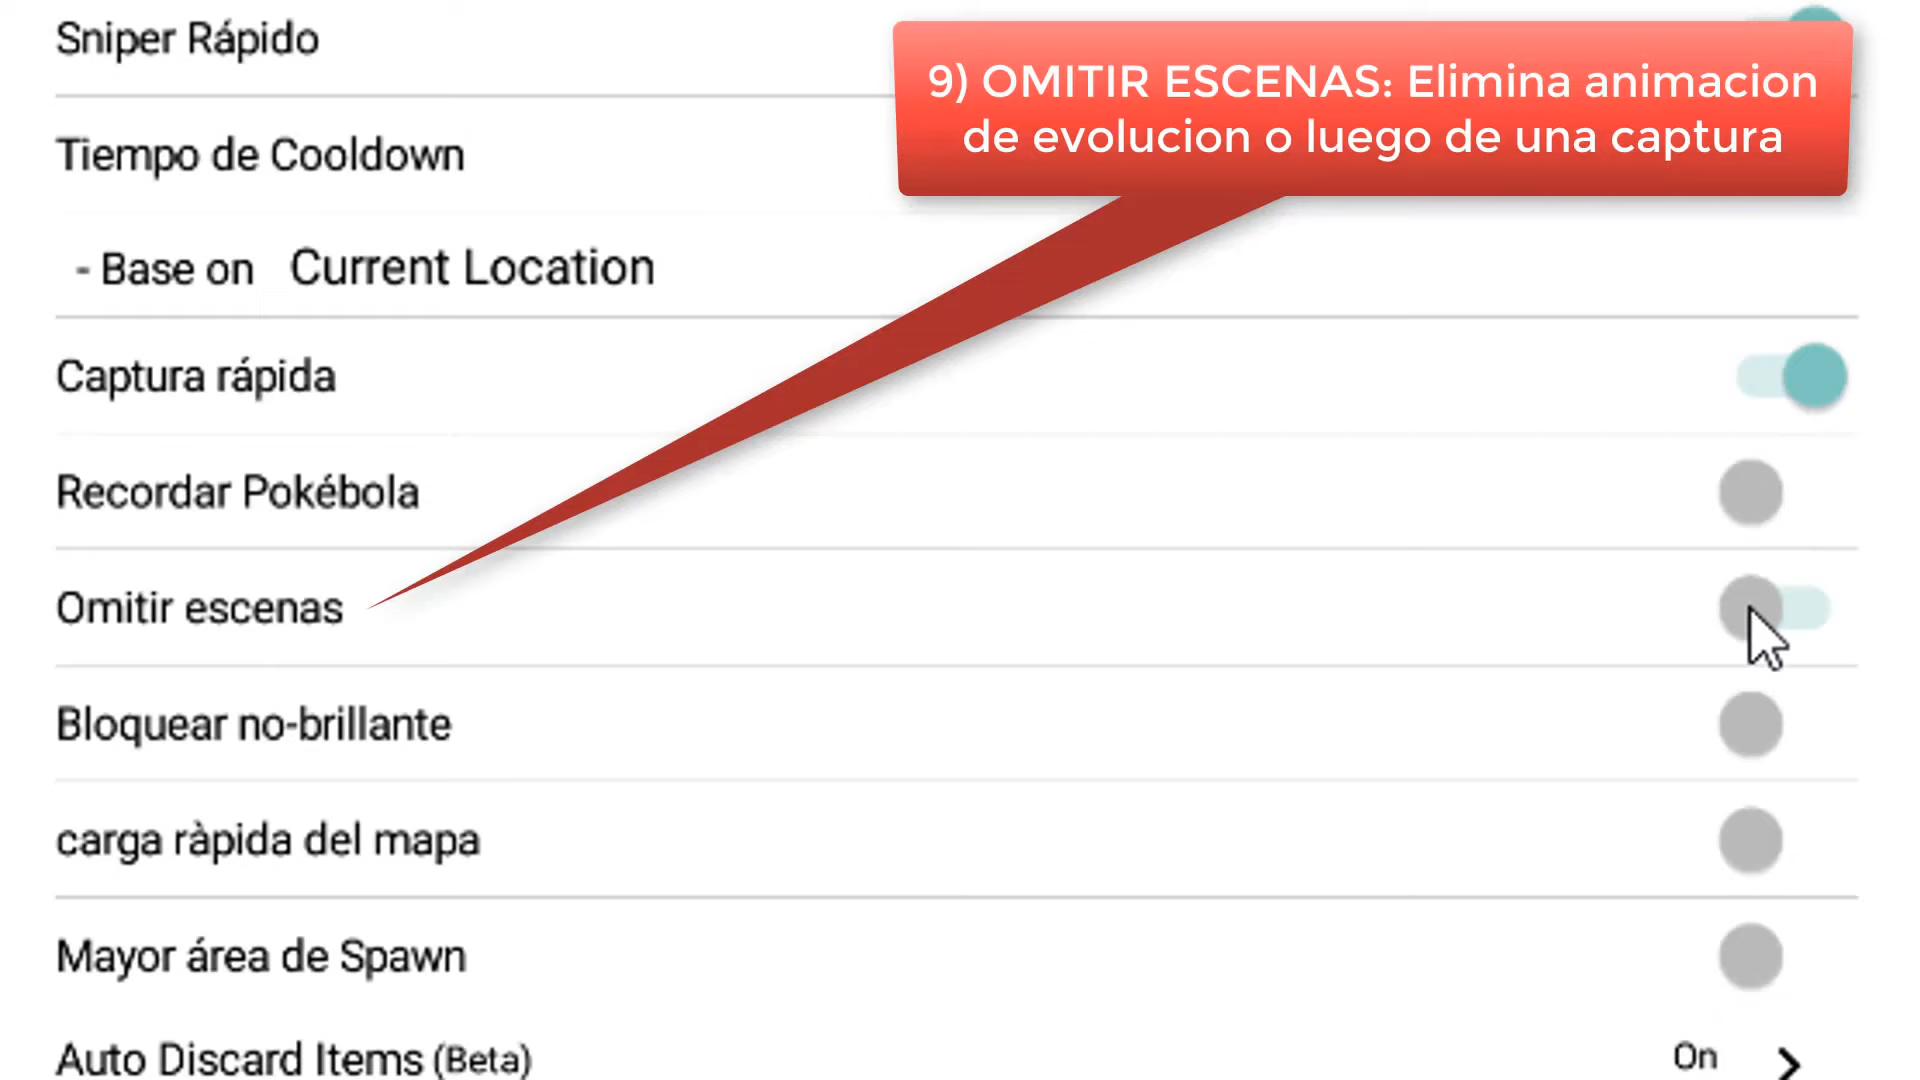 Sniper Rápido
9) OMITIR ESCENAS: Elimina animacion
de evolucion o luego de una captura
Tiempo de Cooldown
- Base on Current Location
Captura rápida
Recordar Pokébola
Omitir escenas
Bloquear no-brillante
carga ràpida del mapa
Mayor área de Spawn
Auto Discard Items (Beta) On